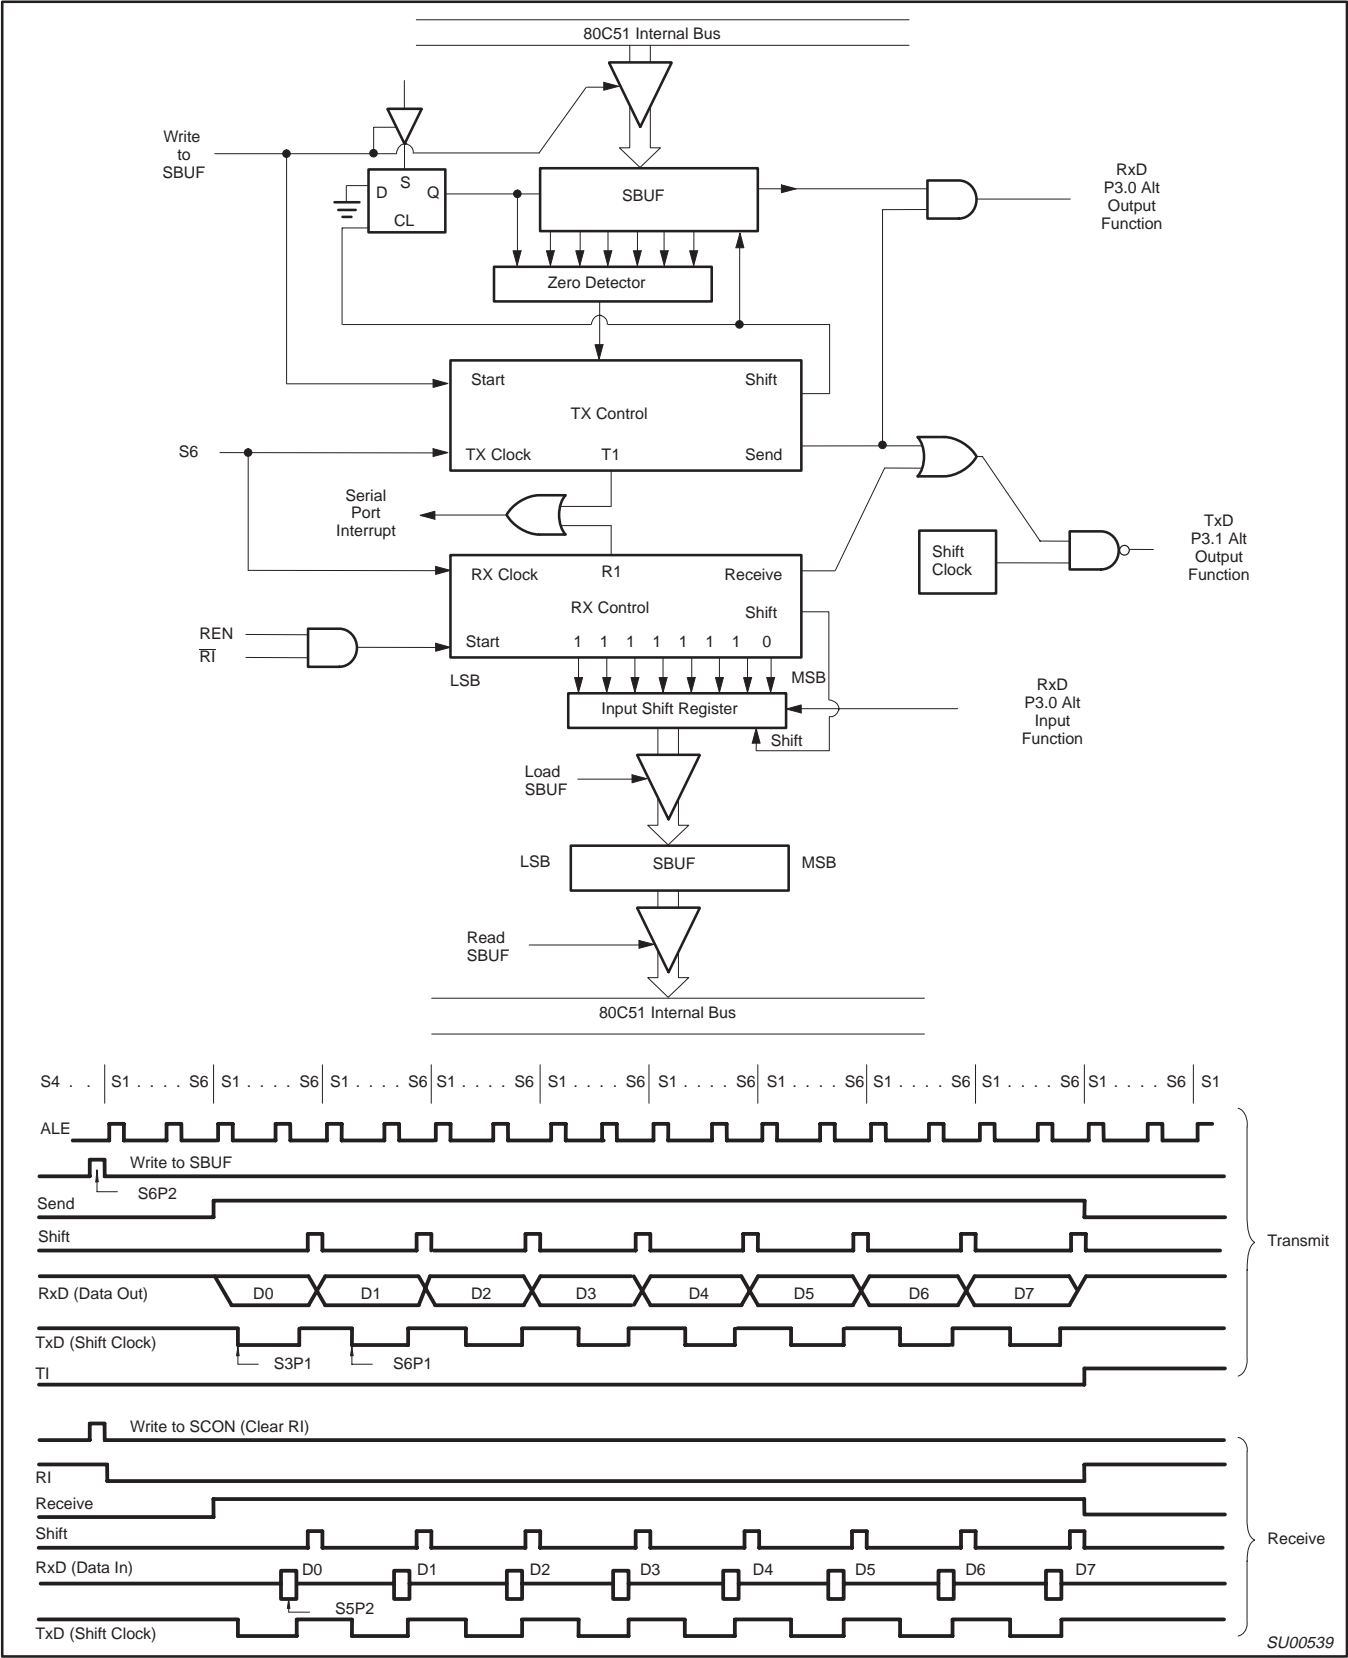 80C51 Internal Bus
Write
to
SBUF
S
D
Q
CL
SBUF
RxD
P3.0 Alt
Output
Function
Zero Detector
Start
Shift
TX Control
S6
TX Clock
T1
Send
Serial
Port
Interrupt
TxD
P3.1 Alt
Output
Function
Shift
Clock
RX Clock
R1
Receive
RX Control
Shift
REN
RI
Start
1 1 1 1 1 1 1 0
LSB
MSB
Input Shift Register
RxD
P3.0 Alt
Input
Function
Shift
Load
SBUF
LSB
SBUF
MSB
Read
SBUF
80C51 Internal Bus
S4 . . S1 . . . . S6 S1 . . . . S6 S1 . . . . S6 S1 . . . . S6 S1 . . . . S6 S1 . . . . S6 S1 . . . . S6 S1 . . . . S6 S1 . . . . S6 S1 . . . . S6 S1
ALE
Write to SBUF
S6P2
Send
Shift
Transmit
RxD (Data Out) D0 D1 D2 D3 D4 D5 D6 D7
TxD (Shift Clock)
S3P1 S6P1
TI
Write to SCON (Clear RI)
RI
Receive
Shift
Receive
RxD (Data In) D0 D1 D2 D3 D4 D5 D6 D7
S5P2
TxD (Shift Clock)
SU00539